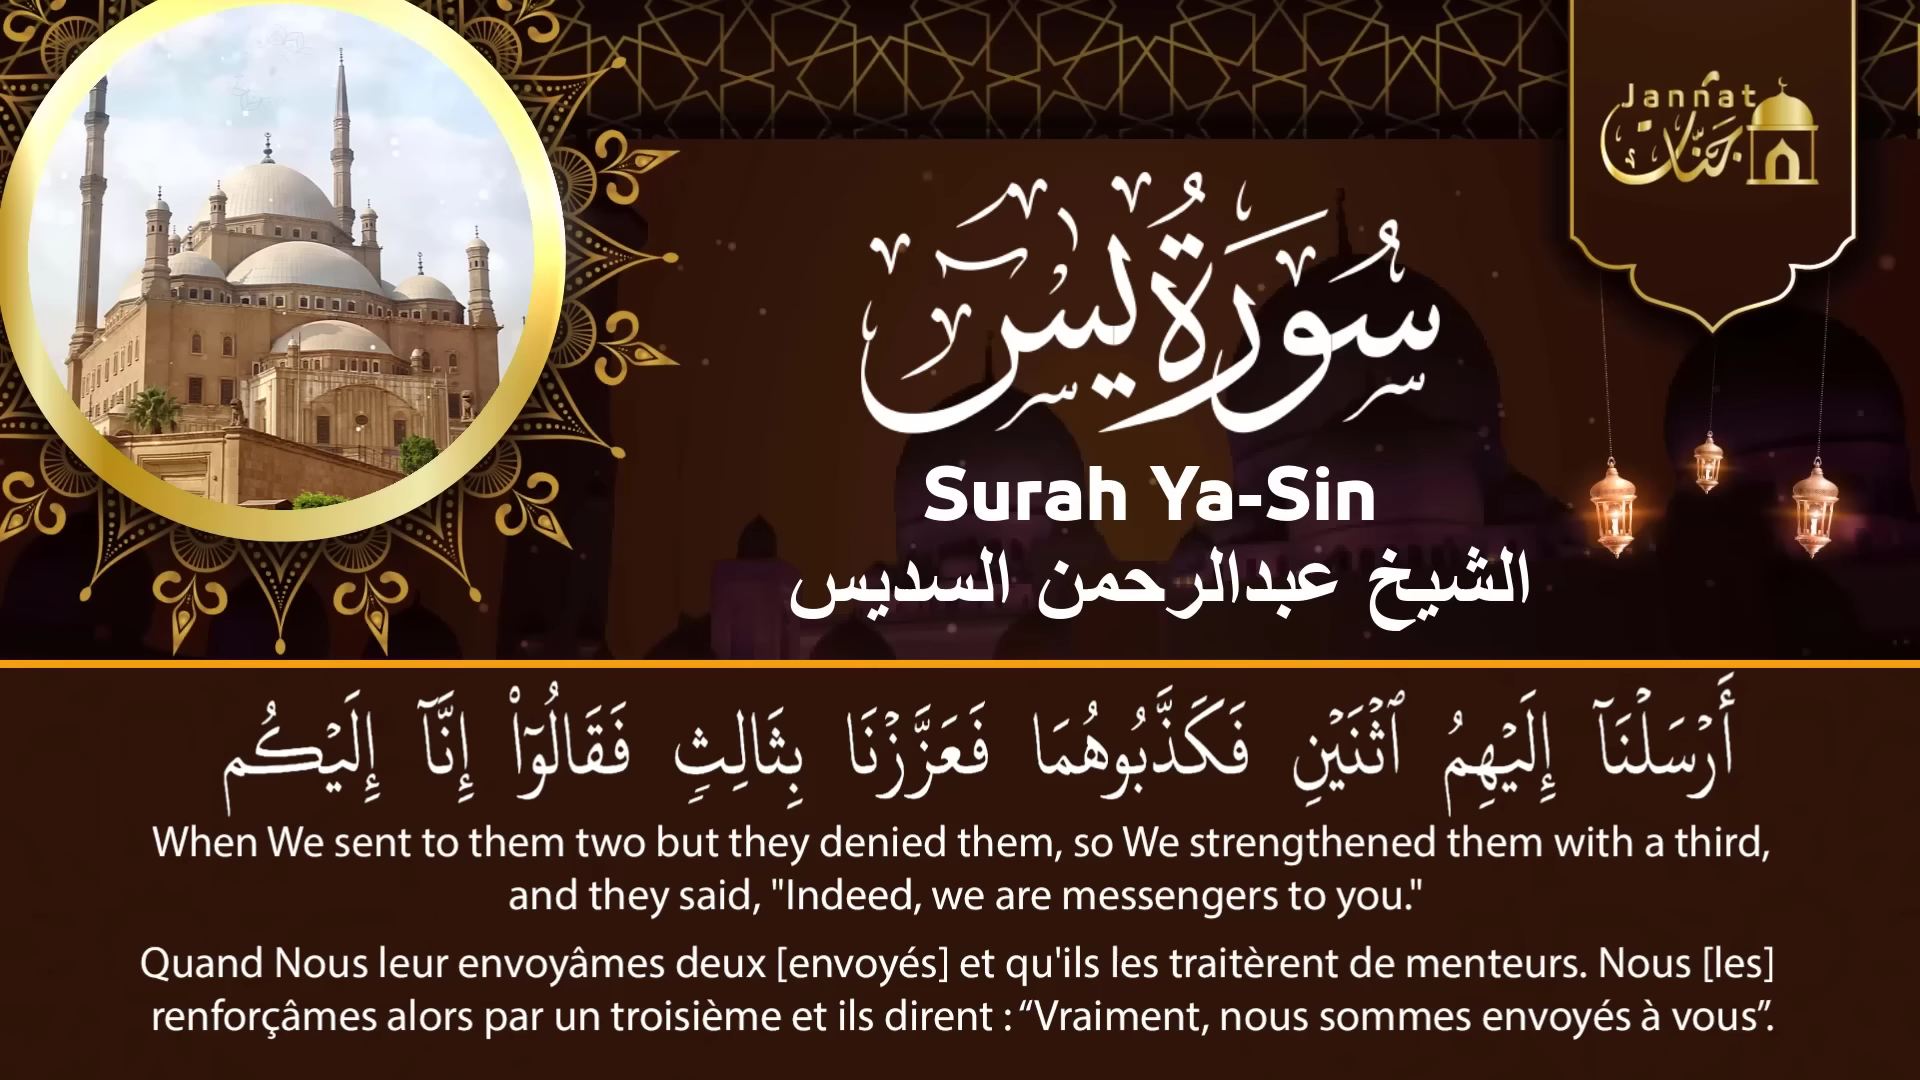 Jannat
جنات
سُورَةُ يسٓ
Surah Ya-Sin
الشيخ عبدالرحمن السديس
أَرۡسَلۡنَآ إِلَيۡهِمُ ٱثۡنَيۡنِ فَكَذَّبُوهُمَا فَعَزَّزۡنَا بِثَالِثٖ فَقَالُوٓاْ إِنَّآ إِلَيۡكُم
When We sent to them two but they denied them, so We strengthened them with a third,
and they said, "Indeed, we are messengers to you."
Quand Nous leur envoyâmes deux [envoyés] et qu'ils les traitèrent de menteurs. Nous [les]
renforçâmes alors par un troisième et ils dirent : “Vraiment, nous sommes envoyés à vous”.